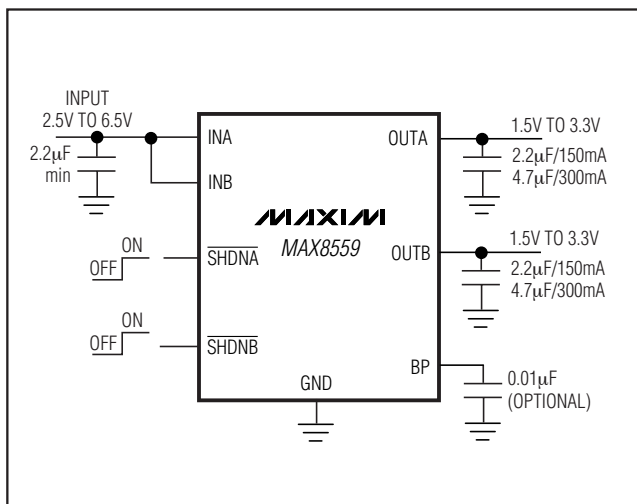 INPUT
2.5V TO 6.5V
2.2μF
min
INA
INB
ON
OFF
SHDNA
ON
OFF
SHDNB
MAXIM
MAX8559
GND
OUTA
1.5V TO 3.3V
2.2μF/150mA
4.7μF/300mA
OUTB
1.5V TO 3.3V
2.2μF/150mA
4.7μF/300mA
BP
0.01μF
(OPTIONAL)